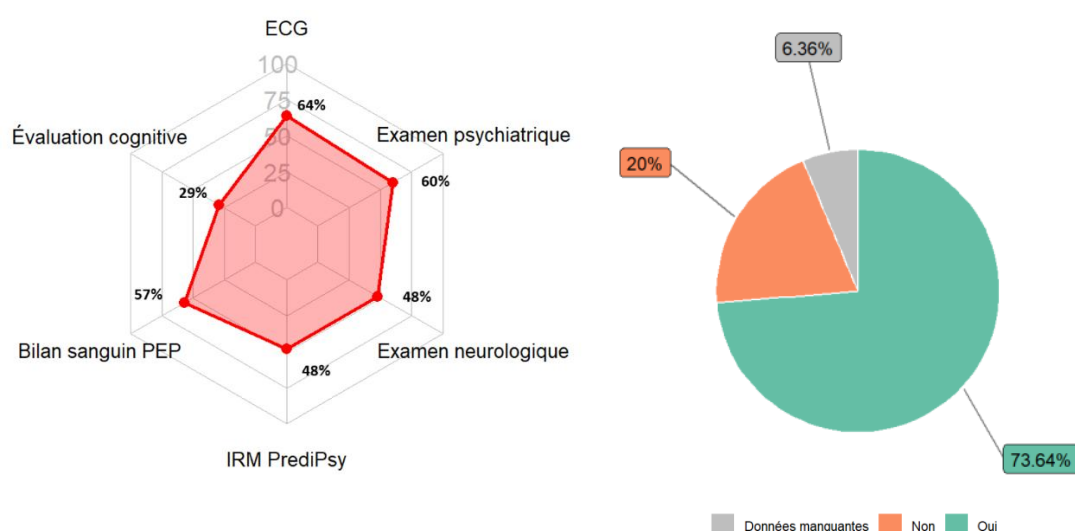 ECG
100
75
50
25
0
64%
Évaluation cognitive
Examen psychiatrique
29%
60%
57%
48%
Bilan sanguin PEP
Examen neurologique
48%
IRM PrediPsy
6.36%
20%
73.64%
Données manquantes Non Oui